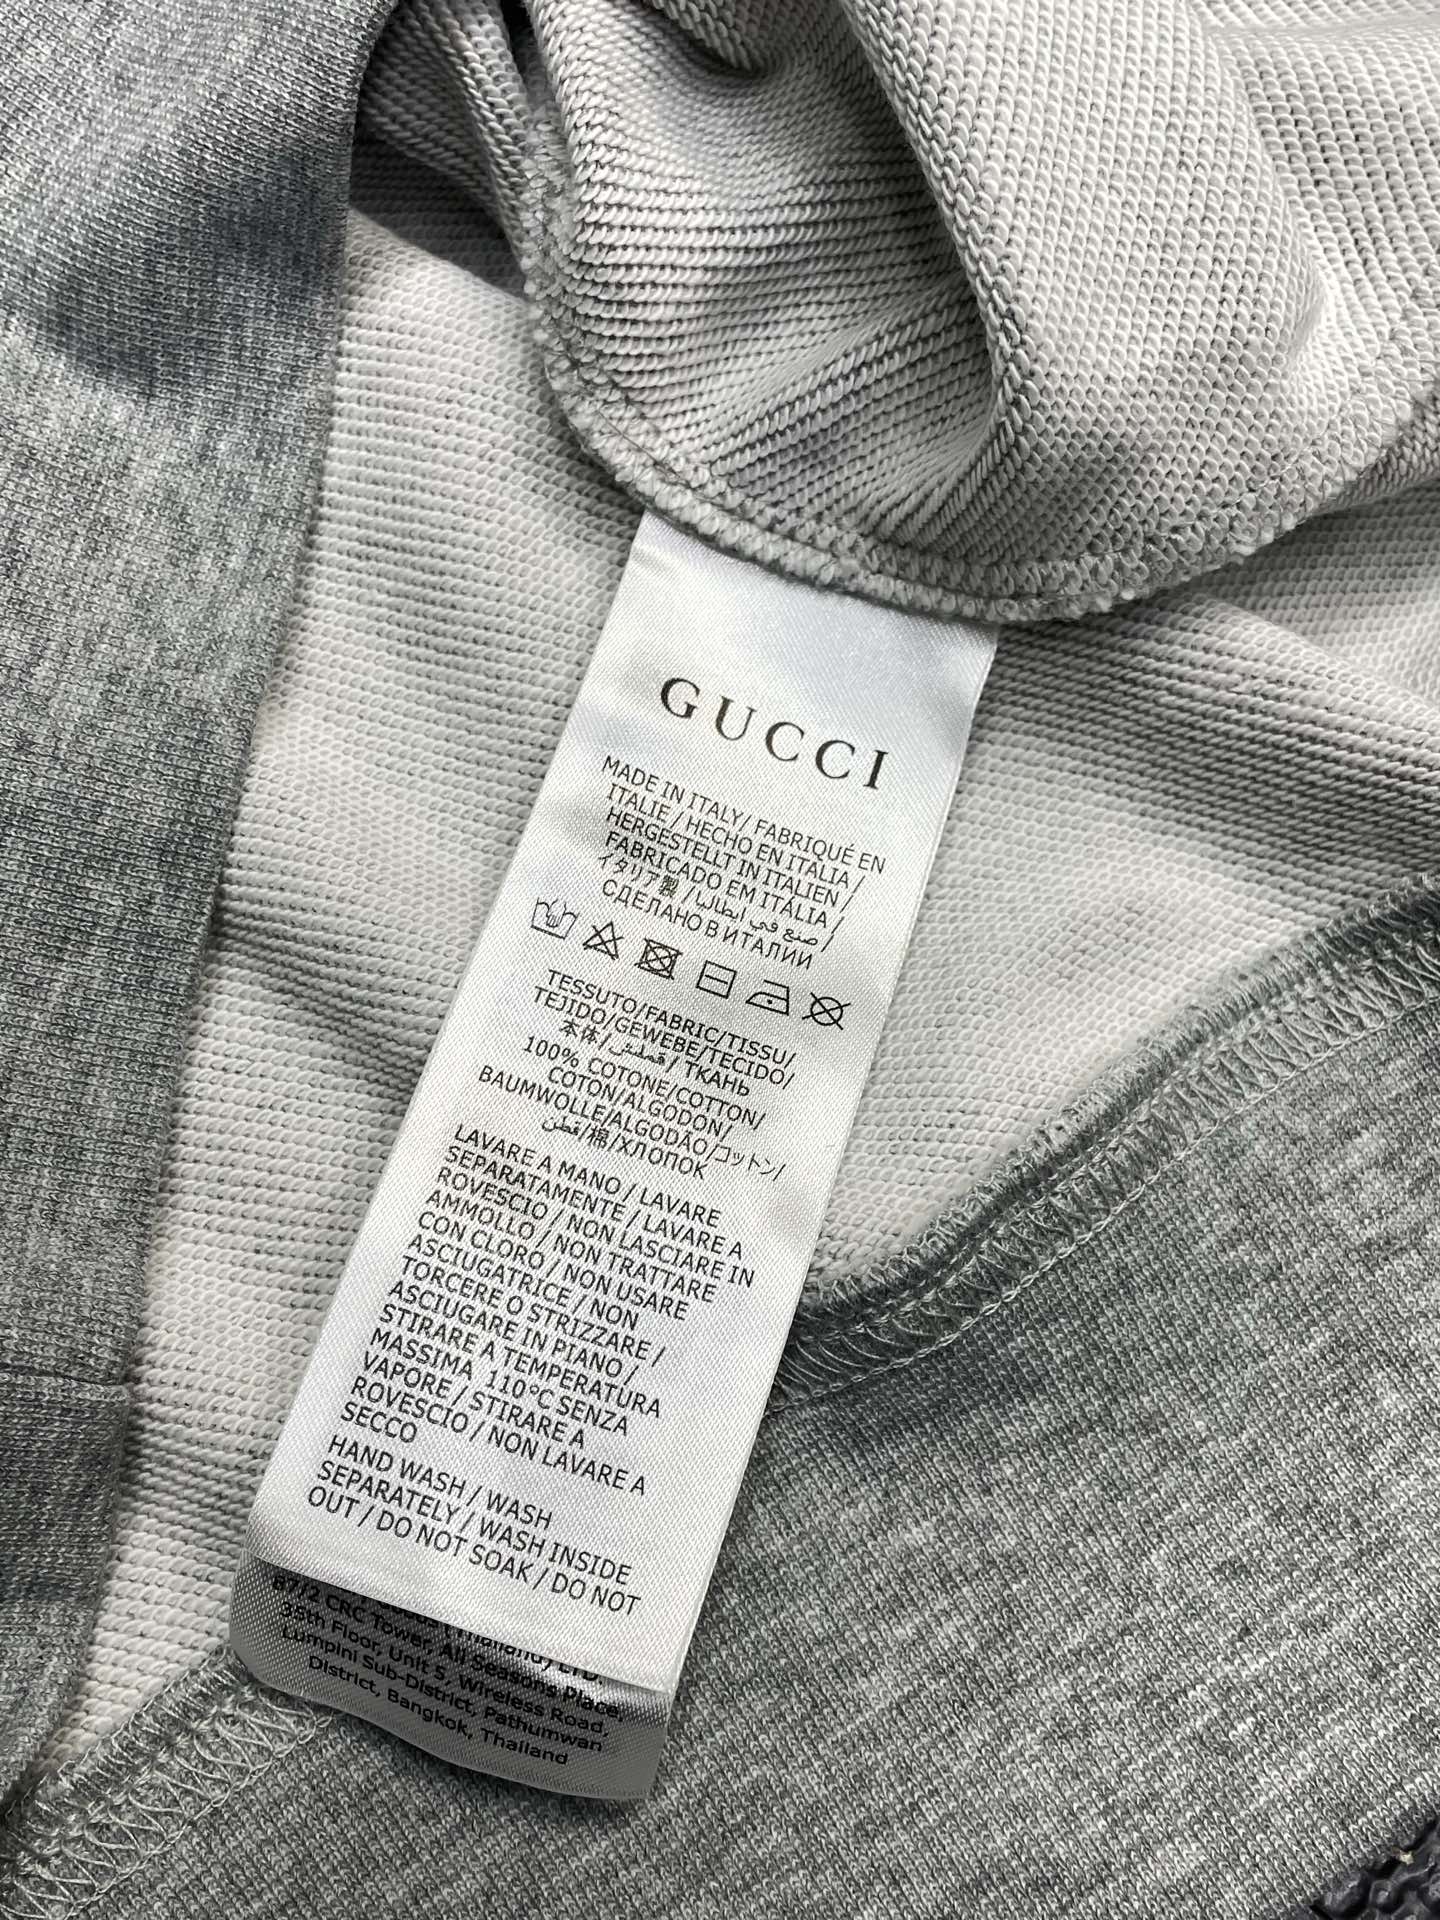 GUCCI
MADE IN ITALY/ FABRIQUÉ EN
ITALIE / HECHO EN ITALIA /
HERGESTELLT IN ITALIEN /
FABRICADO EM ITÁLIA /
イタリア製 / صنع في ايطاليا /
СДЕЛАНО В ИТАЛИИ
TESSUTO/FABRIC/TISSU/
TEJIDO/GEWEBE/TECIDO/
本体/قماش/ ТКАНЬ
100% COTONE/COTTON/
COTON/ALGODÓN/
BAUMWOLLE/ALGODÃO/コットン/
قطن/棉/ХЛОПОК
LAVARE A MANO / LAVARE
SEPARATAMENTE / LAVARE A
ROVESCIO / NON LASCIARE IN
AMMOLLO / NON TRATTARE
CON CLORO / NON USARE
ASCIUGATRICE / NON
TORCERE O STRIZZARE /
ASCIUGARE IN PIANO /
STIRARE A TEMPERATURA
MASSIMA 110°C SENZA
VAPORE / STIRARE A
ROVESCIO / NON LAVARE A
SECCO
HAND WASH / WASH
SEPARATELY / WASH INSIDE
OUT / DO NOT SOAK / DO NOT
(Thailand) LTD.
87/2 CRC Tower, All Seasons Place,
35th Floor, Unit 5, Wireless Road,
Lumpini Sub-District, Pathumwan
District, Bangkok, Thailand